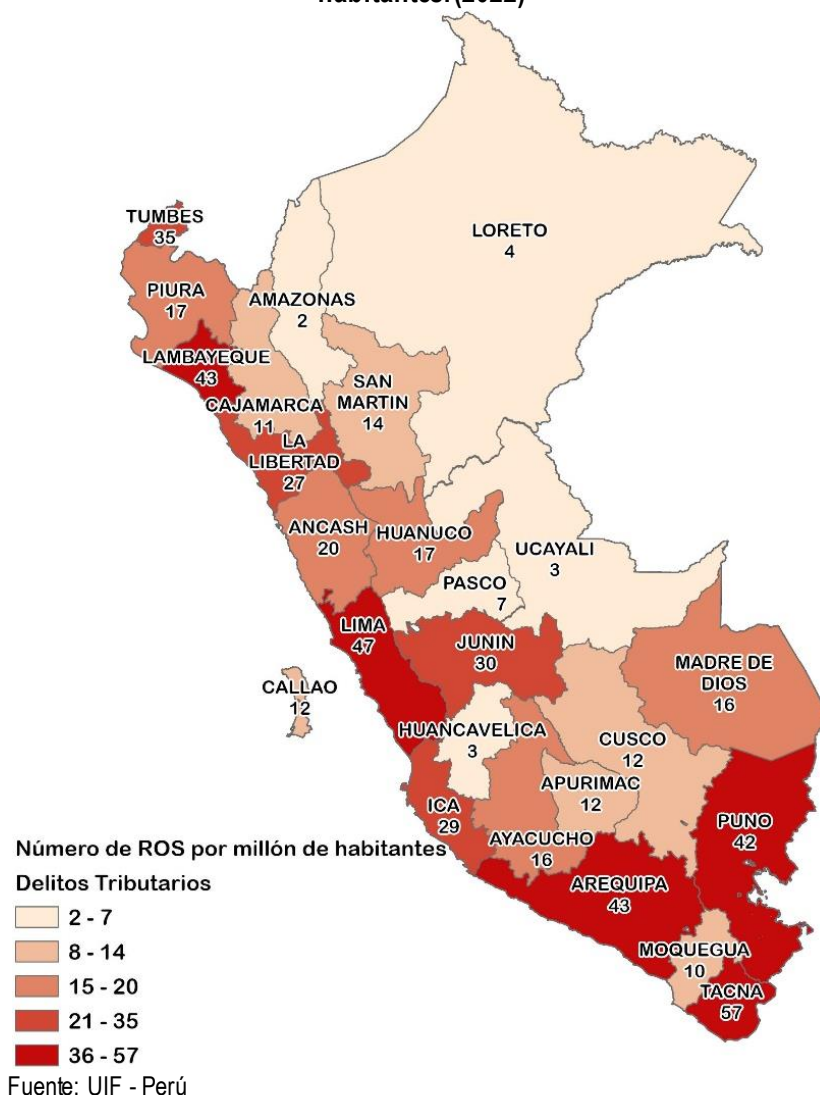 habitantes. (2022)
TUMBES
35
LORETO
4
PIURA
17
AMAZONAS
2
LAMBAYEQUE
43
SAN
MARTIN
14
CAJAMARCA
11
LA
LIBERTAD
27
ANCASH
20
HUANUCO
17
UCAYALI
3
PASCO
7
LIMA
47
JUNIN
30
MADRE DE
DIOS
16
CALLAO
12
HUANCAVELICA
3
CUSCO
12
APURIMAC
12
ICA
29
PUNO
42
AYACUCHO
16
AREQUIPA
43
MOQUEGUA
10
TACNA
57
Número de ROS por millón de habitantes
Delitos Tributarios
2 - 7
8 - 14
15 - 20
21 - 35
36 - 57
Fuente: UIF - Perú